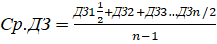 Ср.ДЗ = (ДЗ1 1/2 + ДЗ2 + ДЗ3…ДЗn/2) / (n−1)